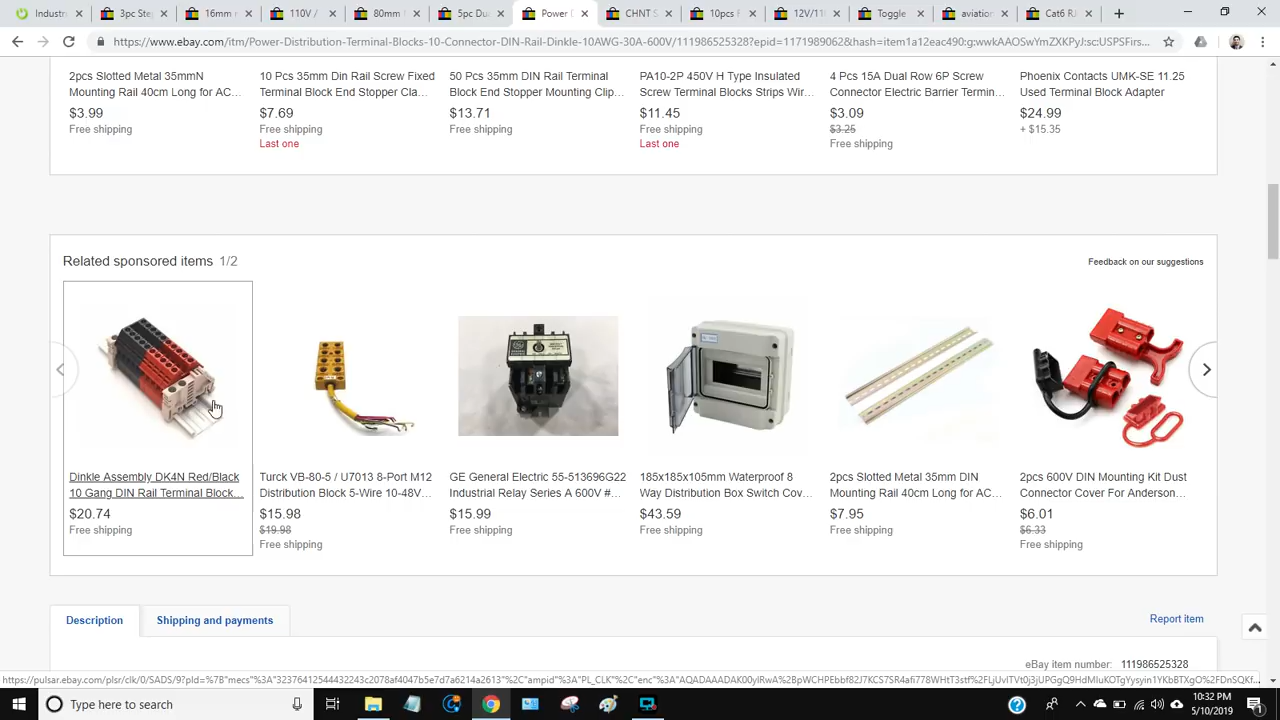 Industri
3pc Ste
16mm
110V /
80mm
5pc Du
Power
CHNT S
10pcs f
12V/11
Toggle
aviation
Cat6 RJ
https://www.ebay.com/itm/Power-Distribution-Terminal-Blocks-10-Connector-DIN-Rail-Dinkle-10AWG-30A-600V/111986525328?epid=1171989062&hash=item1a12eac490:g:wwkAAOSwYmZXKPyJ:sc:USPSFirs...
2pcs Slotted Metal 35mmN
Mounting Rail 40cm Long for AC...
$3.99
Free shipping
10 Pcs 35mm Din Rail Screw Fixed
Terminal Block End Stopper Cla...
$7.69
Free shipping
Last one
50 Pcs 35mm DIN Rail Terminal
Block End Stopper Mounting Clip...
$13.71
Free shipping
PA10-2P 450V H Type Insulated
Screw Terminal Blocks Strips Wir...
$11.45
Free shipping
Last one
4 Pcs 15A Dual Row 6P Screw
Connector Electric Barrier Termin...
$3.09
$3.25
Free shipping
Phoenix Contacts UMK-SE 11.25
Used Terminal Block Adapter
$24.99
+ $15.35
Related sponsored items 1/2
Feedback on our suggestions
Dinkle Assembly DK4N Red/Black
10 Gang DIN Rail Terminal Block...
$20.74
Free shipping
Turck VB-80-5 / U7013 8-Port M12
Distribution Block 5-Wire 10-48V...
$15.98
$19.98
Free shipping
GE General Electric 55-513696G22
Industrial Relay Series A 600V #...
$15.99
Free shipping
185x185x105mm Waterproof 8
Way Distribution Box Switch Cov...
$43.59
Free shipping
2pcs Slotted Metal 35mm DIN
Mounting Rail 40cm Long for AC...
$7.95
Free shipping
2pcs 600V DIN Mounting Kit Dust
Connector Cover For Anderson...
$6.01
$6.33
Free shipping
Description
Shipping and payments
Report item
eBay item number: 111986525328
Type here to search
10:32 PM
5/10/2019